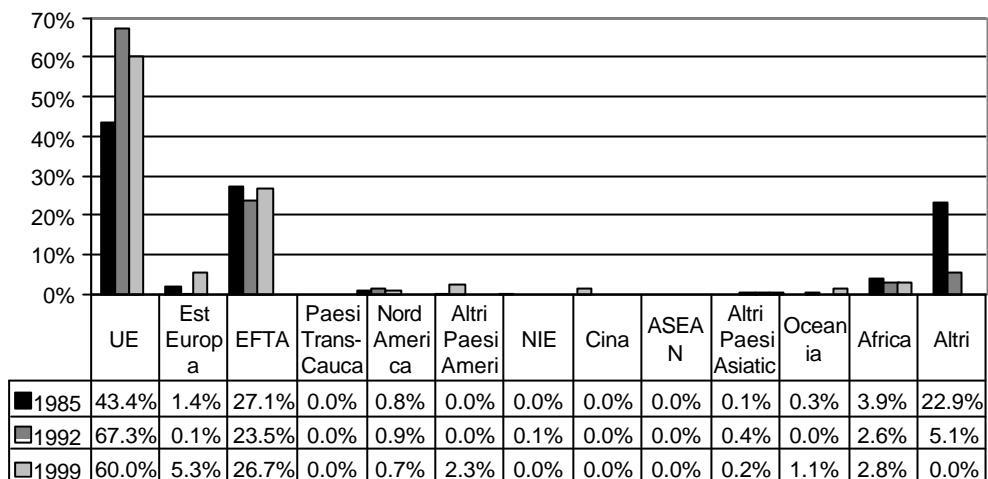 70%
60%
50%
40%
30%
20%
10%
0%
UE
Est
Europ
a
EFTA
Paesi
Trans-
Cauca
Nord
Ameri
ca
Altri
Paesi
Ameri
NIE
Cina
ASEA
N
Altri
Paesi
Asiatic
Ocean
ia
Africa
Altri
1985 43.4% 1.4% 27.1% 0.0% 0.8% 0.0% 0.0% 0.0% 0.0% 0.1% 0.3% 3.9% 22.9%
1992 67.3% 0.1% 23.5% 0.0% 0.9% 0.0% 0.1% 0.0% 0.0% 0.4% 0.0% 2.6% 5.1%
1999 60.0% 5.3% 26.7% 0.0% 0.7% 2.3% 0.0% 0.0% 0.0% 0.2% 1.1% 2.8% 0.0%